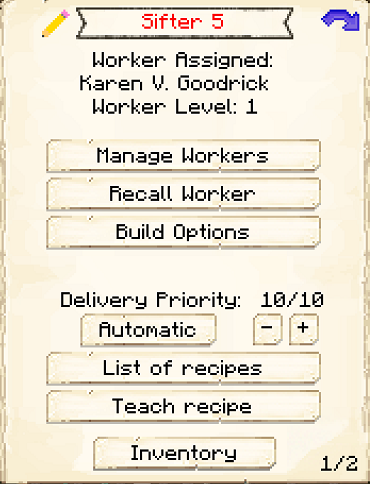 Sifter 5
Worker Assigned:
Karen V. Goodrick
Worker Level: 1
Manage Workers
Recall Worker
Build Options
Delivery Priority: 10/10
Automatic - +
List of recipes
Teach recipe
Inventory
1/2